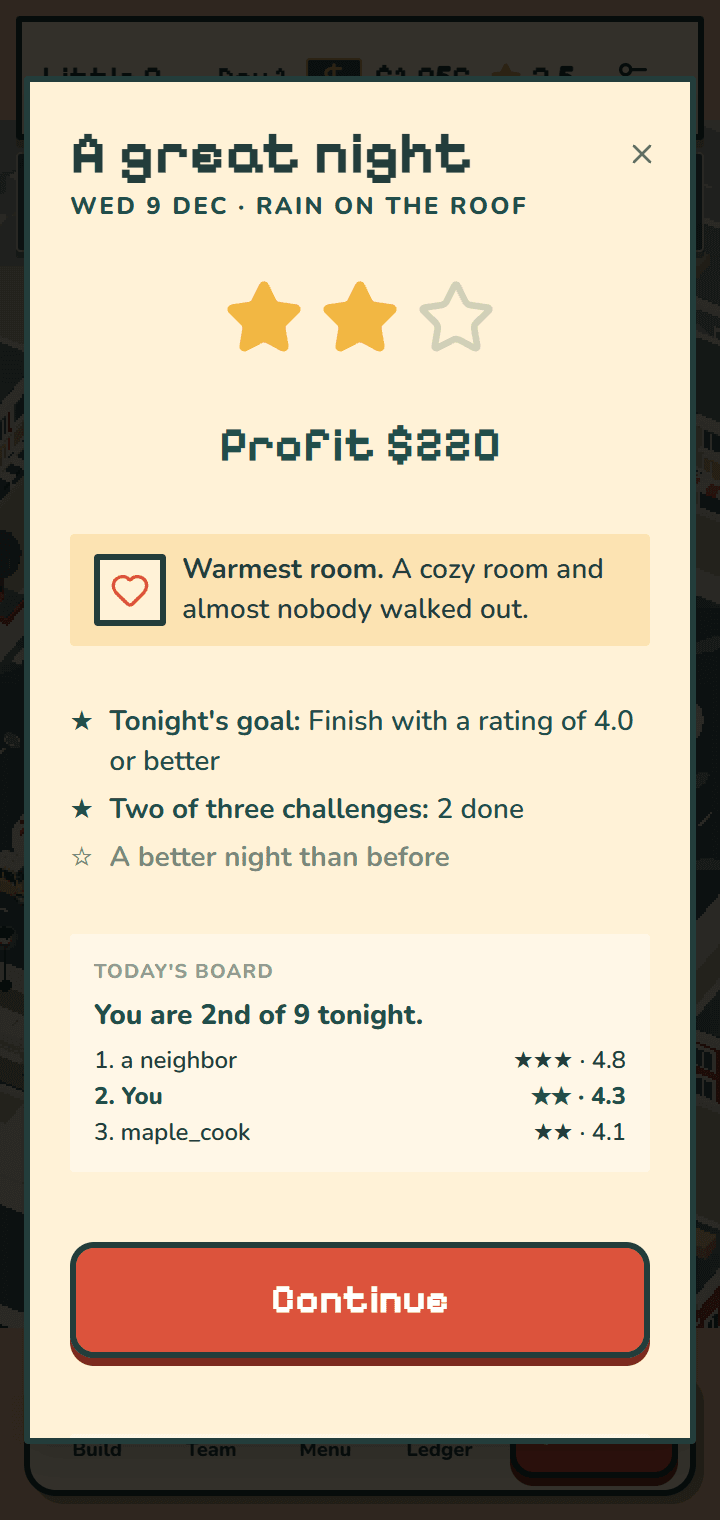 A great night
WED 9 DEC · RAIN ON THE ROOF
Profit $220
Warmest room. A cozy room and
almost nobody walked out.
★ Tonight's goal: Finish with a rating of 4.0
or better
★ Two of three challenges: 2 done
☆ A better night than before
TODAY'S BOARD
You are 2nd of 9 tonight.
1. a neighbor ★★★ · 4.8
2. You ★★ · 4.3
3. maple_cook ★★ · 4.1
Continue
Build Team Menu Ledger